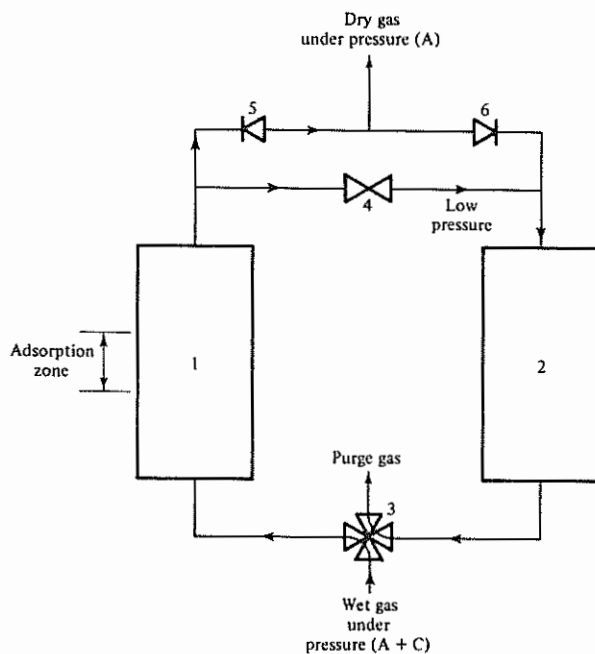 Dry gas
under pressure (A)
5
6
4
Low
pressure
Adsorption
zone
1
2
Purge gas
3
Wet gas
under
pressure (A + C)